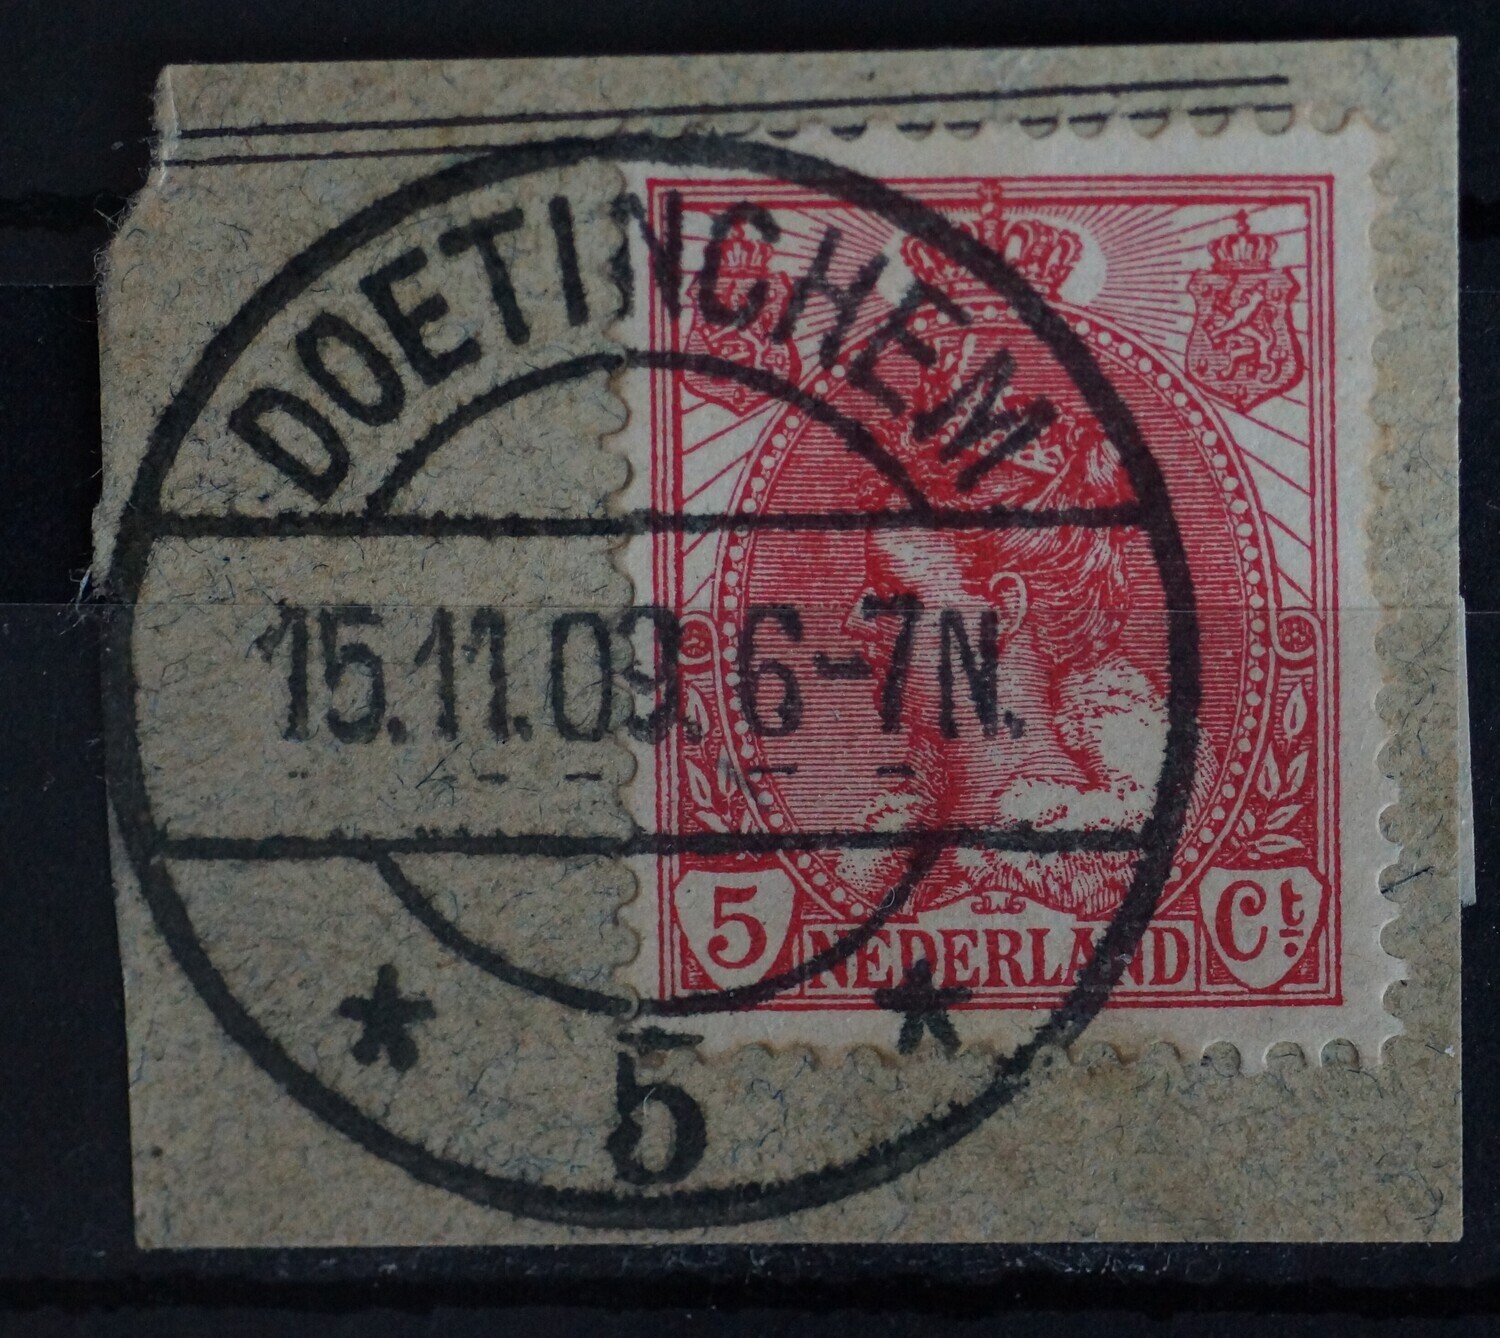 DOETINCHEM
15.11.09. 6-7N.
5 NEDERLAND Ct.
* 5 *